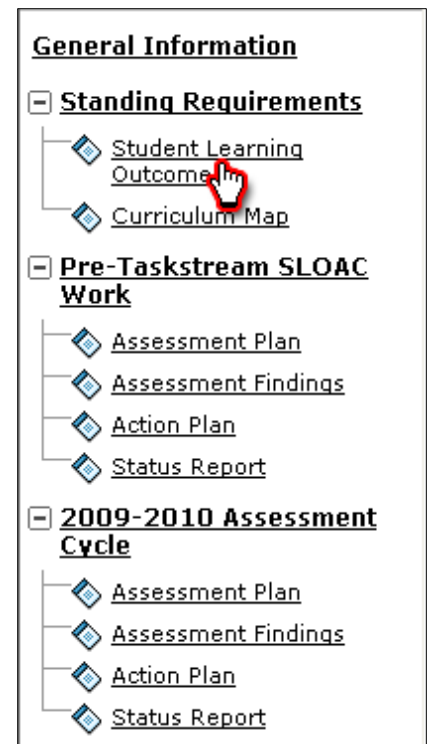 General Information
Standing Requirements
Student Learning
Outcome
Curriculum Map
Pre-Taskstream SLOAC
Work
Assessment Plan
Assessment Findings
Action Plan
Status Report
2009-2010 Assessment
Cycle
Assessment Plan
Assessment Findings
Action Plan
Status Report